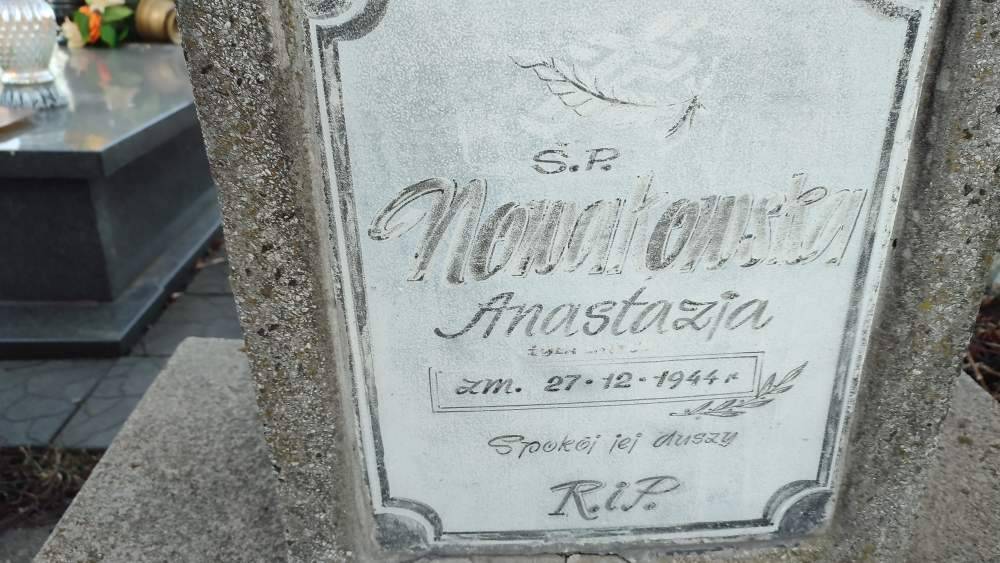 Ś.P.
Nowakowska
Anastazja
zm. 27-12-1944 r
Spokój jej duszy
R.i.P.